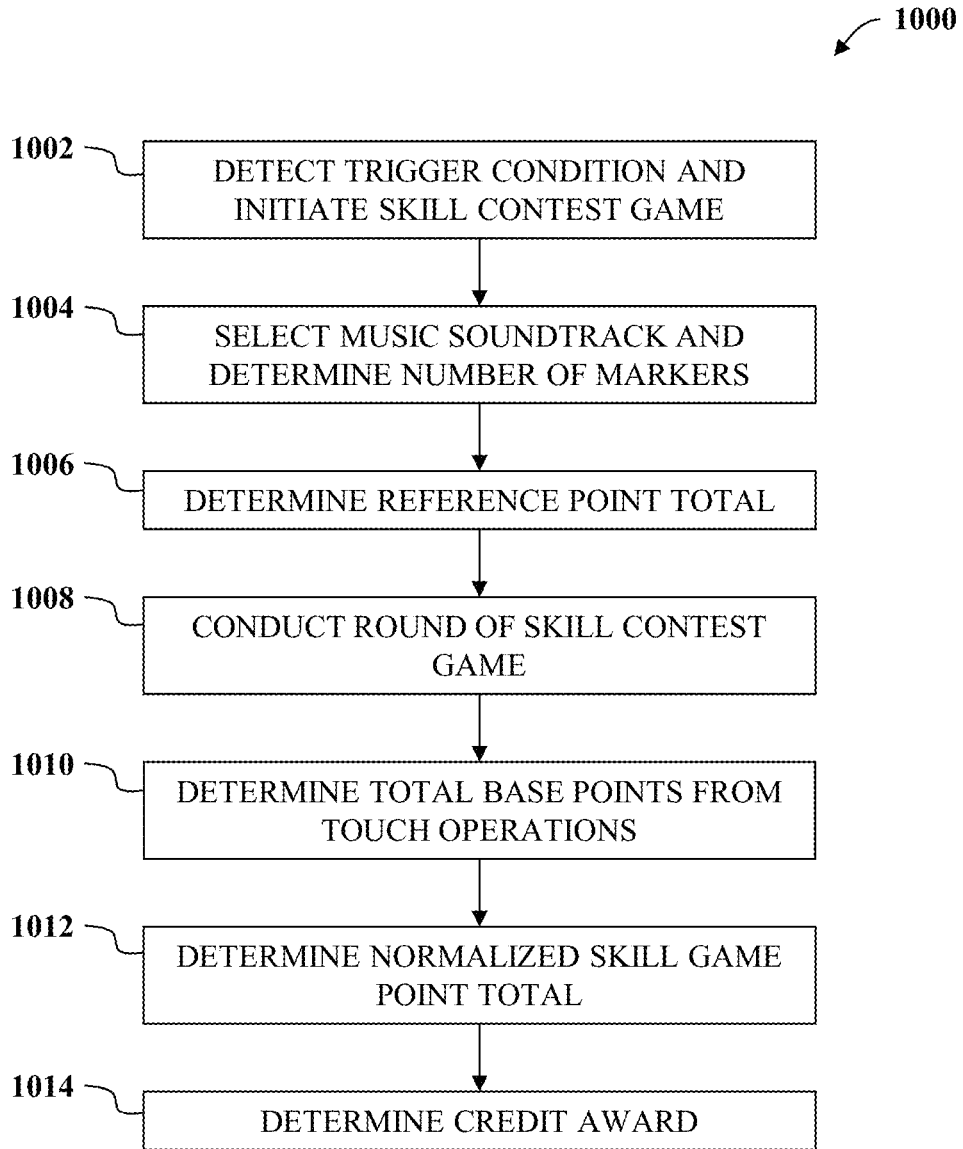 1000
1002
DETECT TRIGGER CONDITION AND
INITIATE SKILL CONTEST GAME
1004
SELECT MUSIC SOUNDTRACK AND
DETERMINE NUMBER OF MARKERS
1006
DETERMINE REFERENCE POINT TOTAL
1008
CONDUCT ROUND OF SKILL CONTEST
GAME
1010
DETERMINE TOTAL BASE POINTS FROM
TOUCH OPERATIONS
1012
DETERMINE NORMALIZED SKILL GAME
POINT TOTAL
1014
DETERMINE CREDIT AWARD